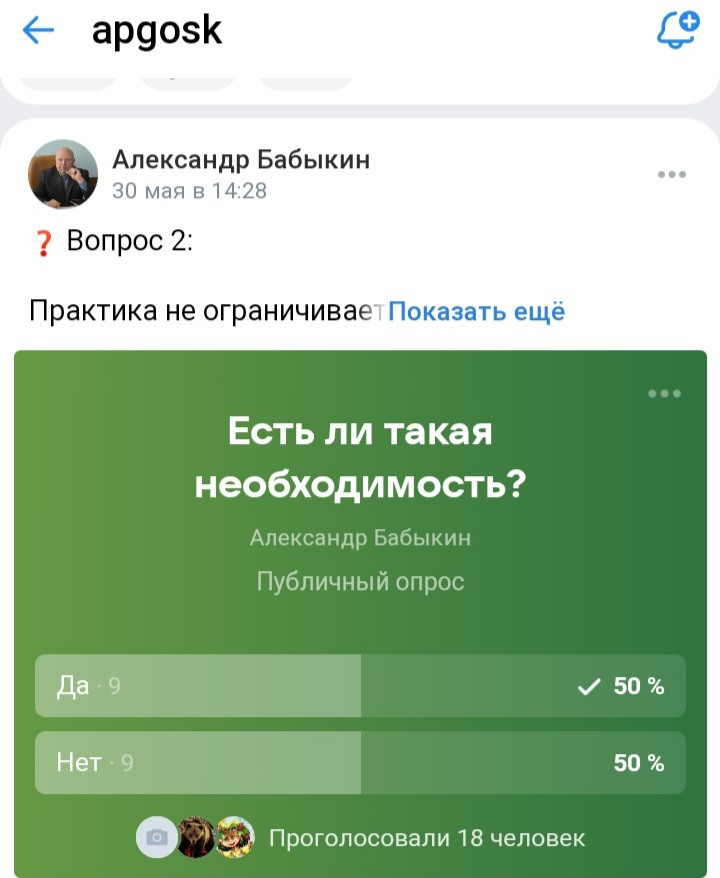 apgosk
Александр Бабыкин
30 мая в 14:28
❓ Вопрос 2:
Практика не ограничивает Показать ещё
Есть ли такая
необходимость?
Александр Бабыкин
Публичный опрос
Да · 9 50 %
Нет · 9 50 %
Проголосовали 18 человек